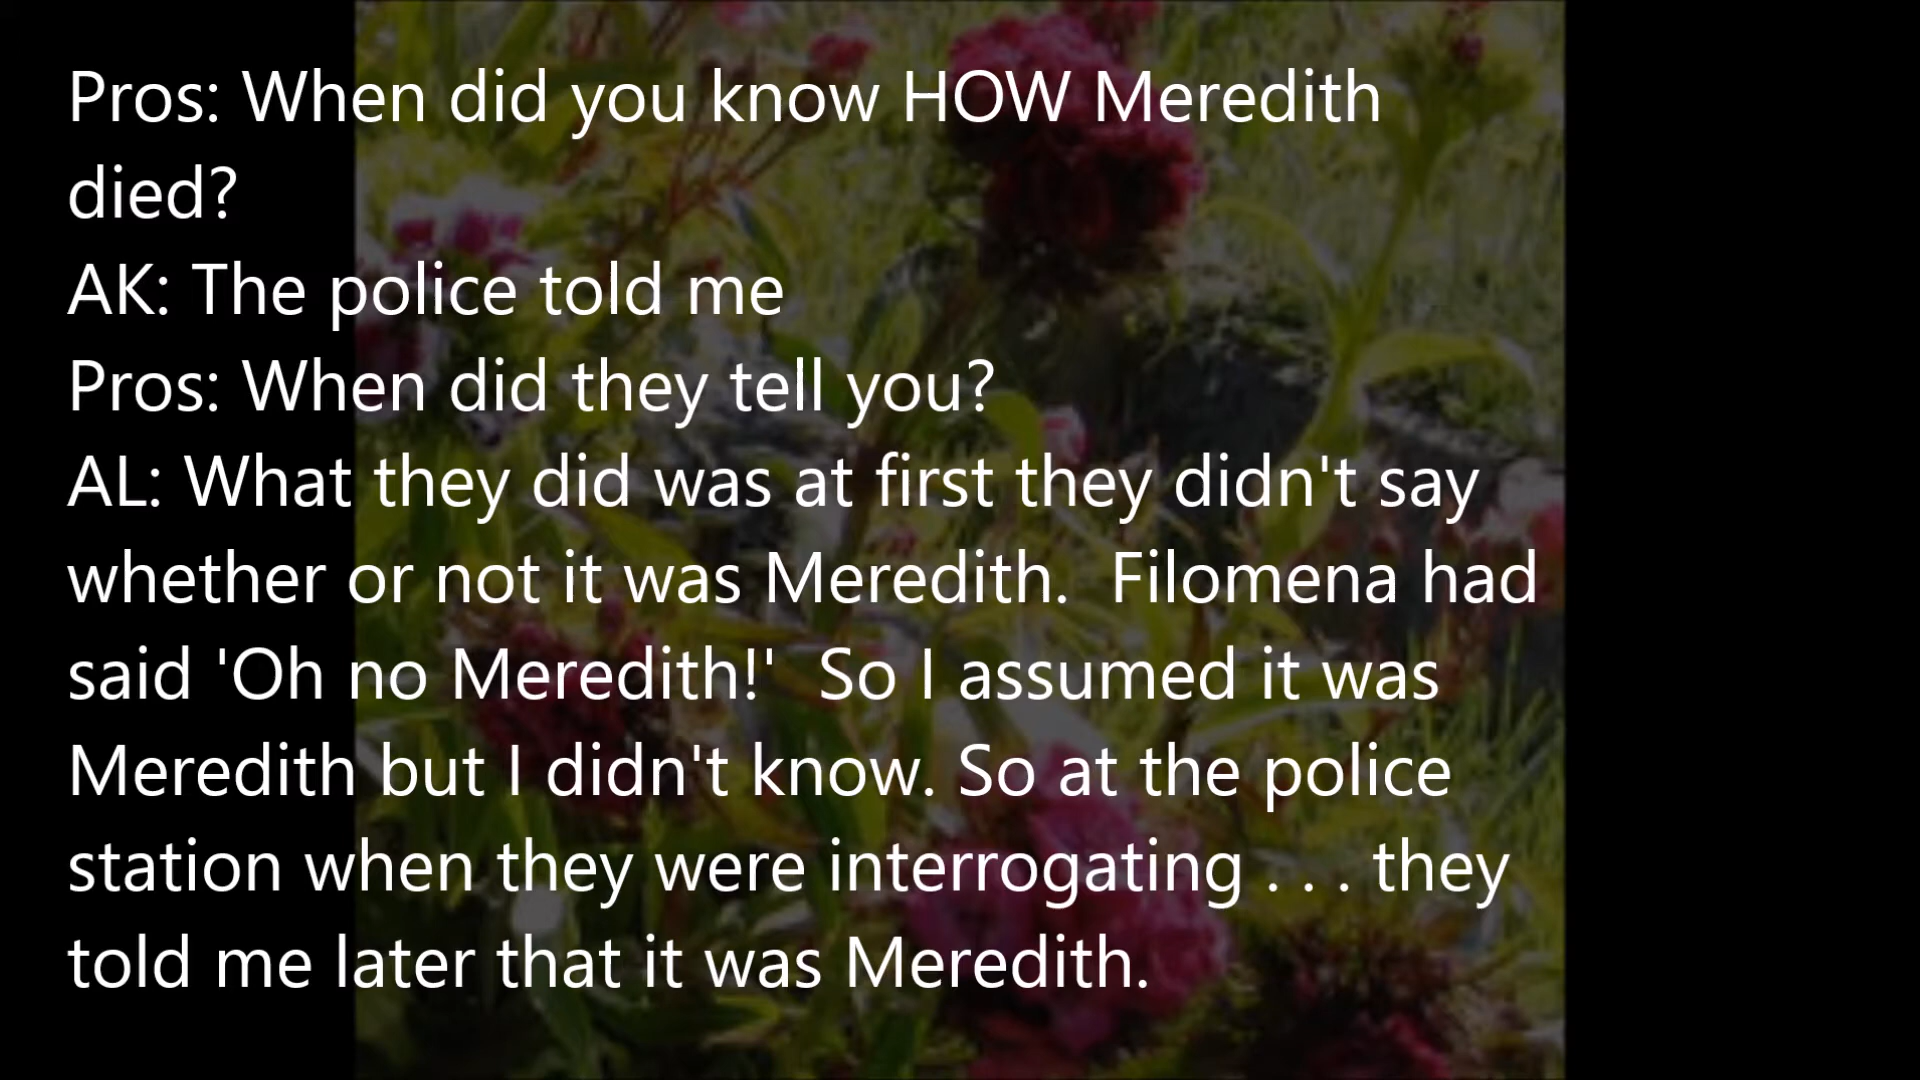 Pros: When did you know HOW Meredith
died?
AK: The police told me
Pros: When did they tell you?
AL: What they did was at first they didn't say
whether or not it was Meredith.  Filomena had
said 'Oh no Meredith!'  So I assumed it was
Meredith but I didn't know. So at the police
station when they were interrogating . . . they
told me later that it was Meredith.